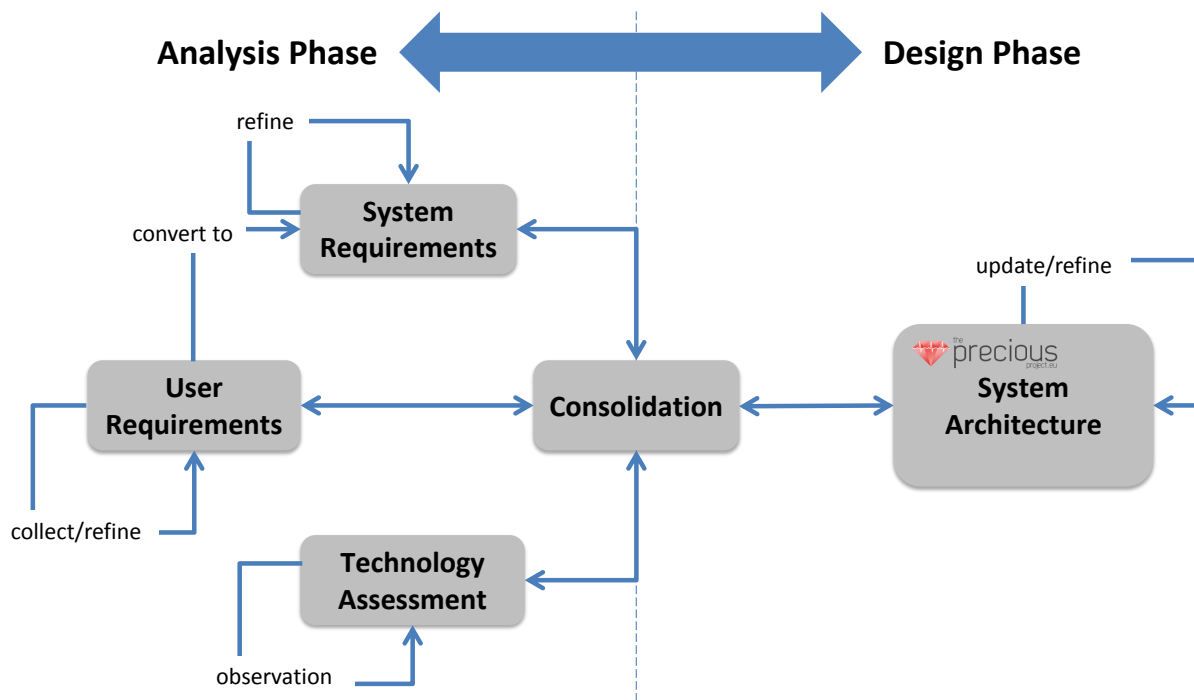 Analysis Phase
Design Phase
refine
System
Requirements
convert to
update/refine
the
precious
project.eu
System
Architecture
User
Requirements
Consolidation
collect/refine
Technology
Assessment
observation